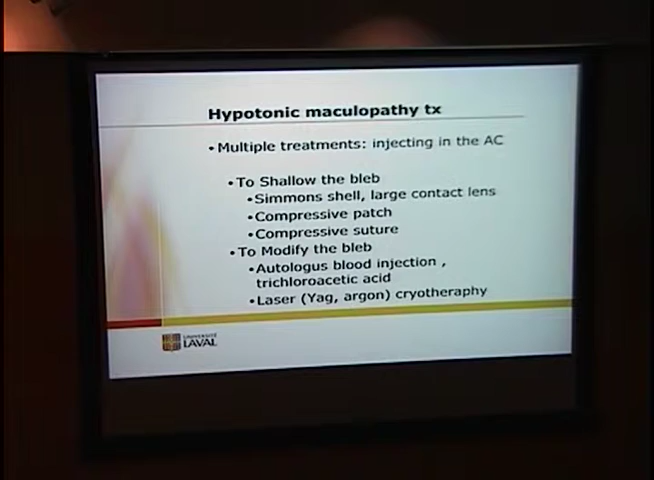 Hypotonic maculopathy tx
•Multiple treatments: injecting in the AC
•To Shallow the bleb
•Simmons shell, large contact lens
•Compressive patch
•Compressive suture
•To Modify the bleb
•Autologus blood injection ,
trichloroacetic acid
•Laser (Yag, argon) cryotheraphy
UNIVERSITÉ
LAVAL